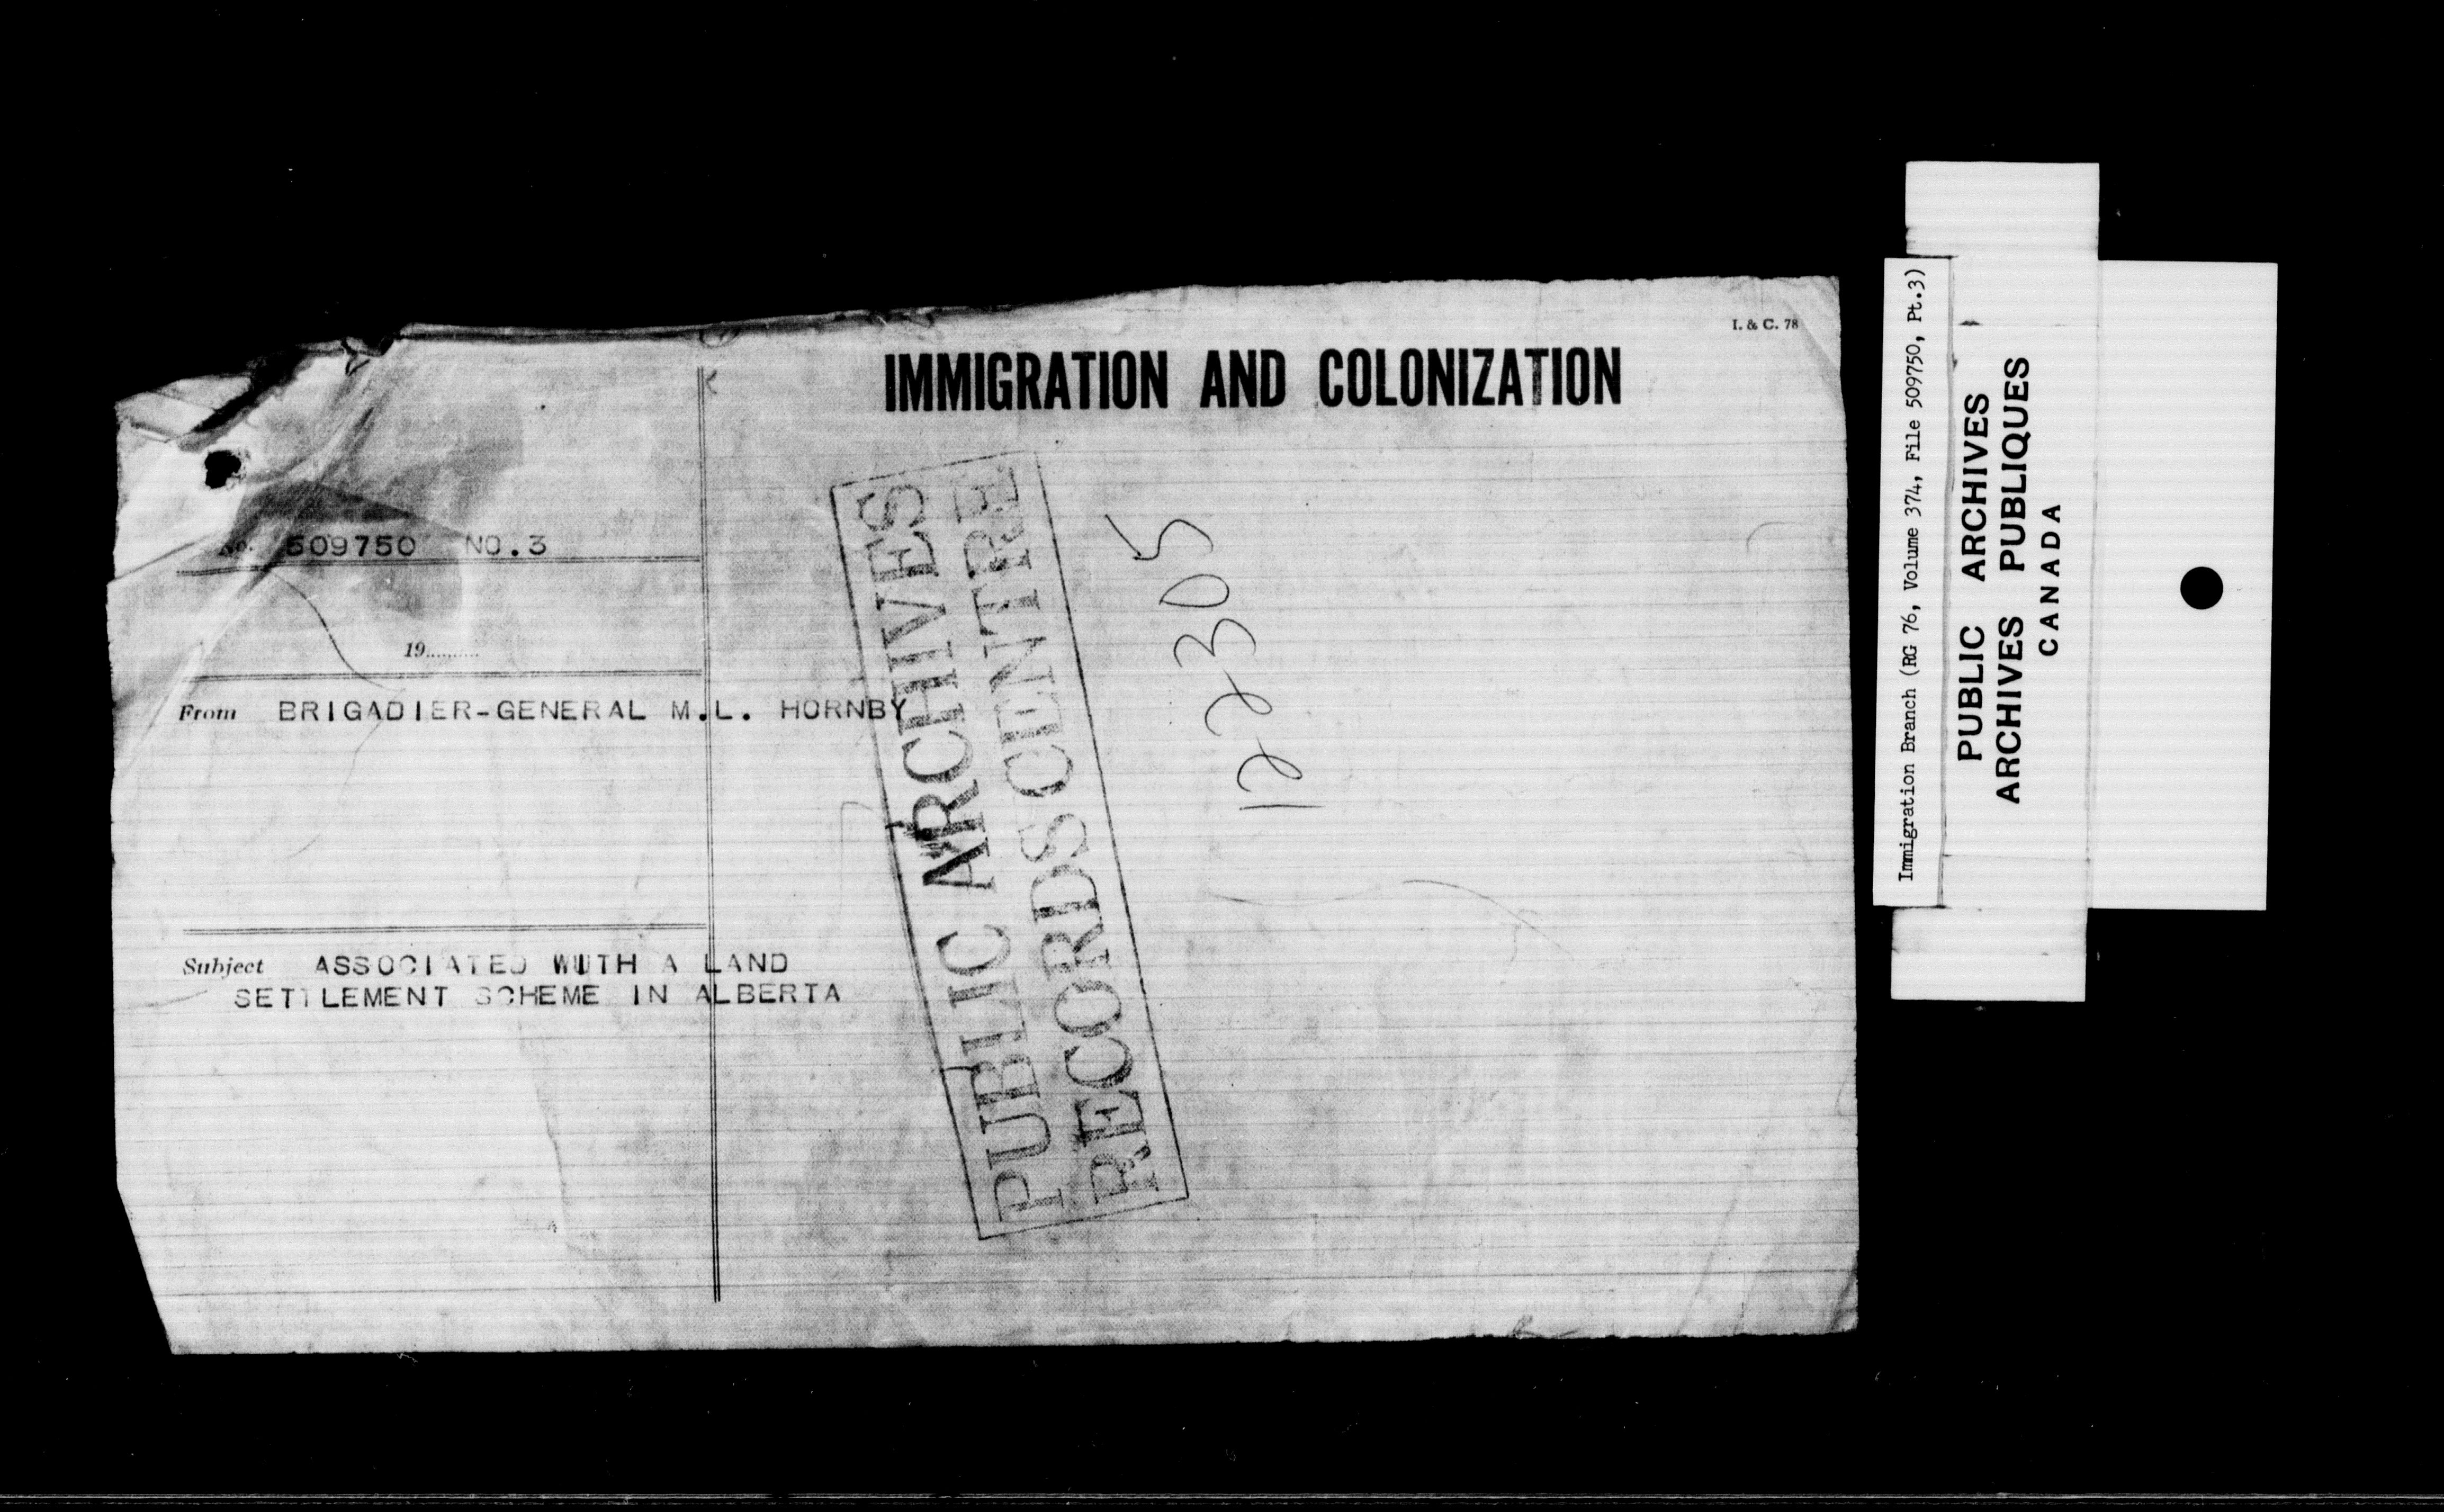 I. & C. 78
IMMIGRATION AND COLONIZATION
No. 509750 NO.3
19..........
From BRIGADIER-GENERAL M.L. HORNBY
Subject ASSOCIATED WITH A LAND
SETTLEMENT SCHEME IN ALBERTA
PUBLIC ARCHIVES
RECORDS CENTRE
122305
Immigration Branch (RG 76, Volume 374, File 509750, Pt.3)
PUBLIC ARCHIVES
ARCHIVES PUBLIQUES
CANADA